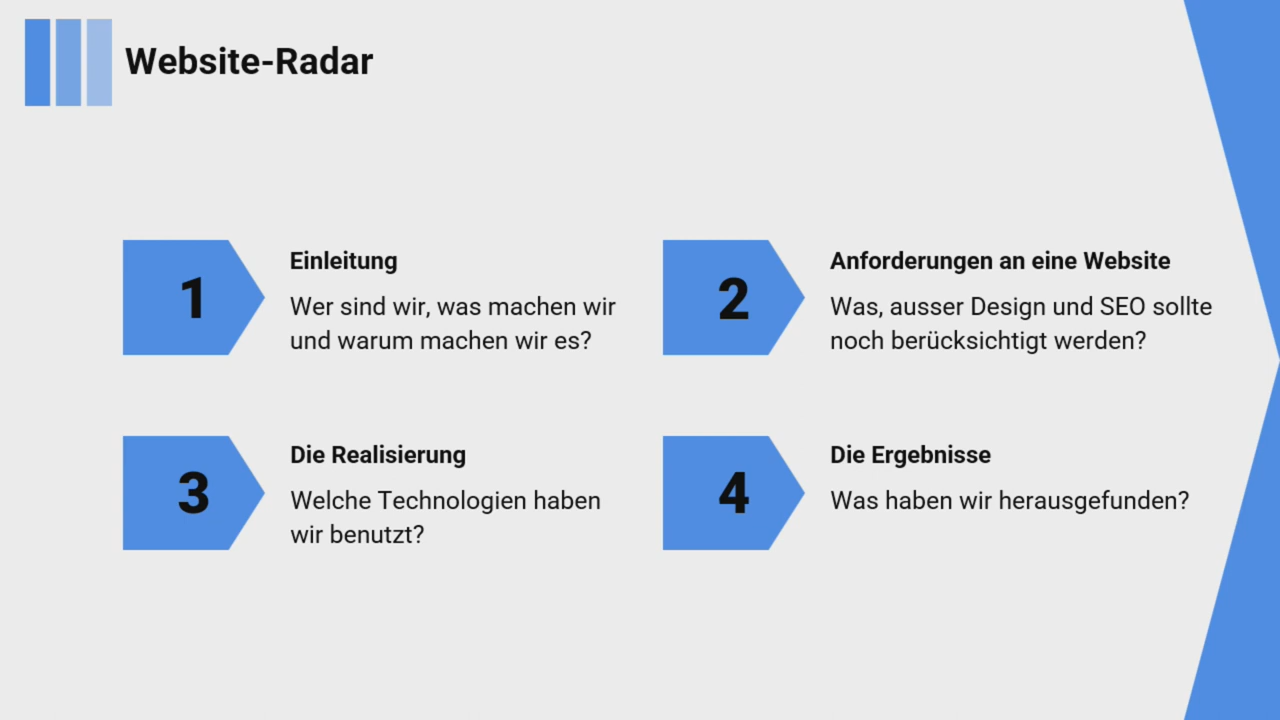 Website-Radar
1
Einleitung
Wer sind wir, was machen wir
und warum machen wir es?
2
Anforderungen an eine Website
Was, ausser Design und SEO sollte
noch berücksichtigt werden?
3
Die Realisierung
Welche Technologien haben
wir benutzt?
4
Die Ergebnisse
Was haben wir herausgefunden?